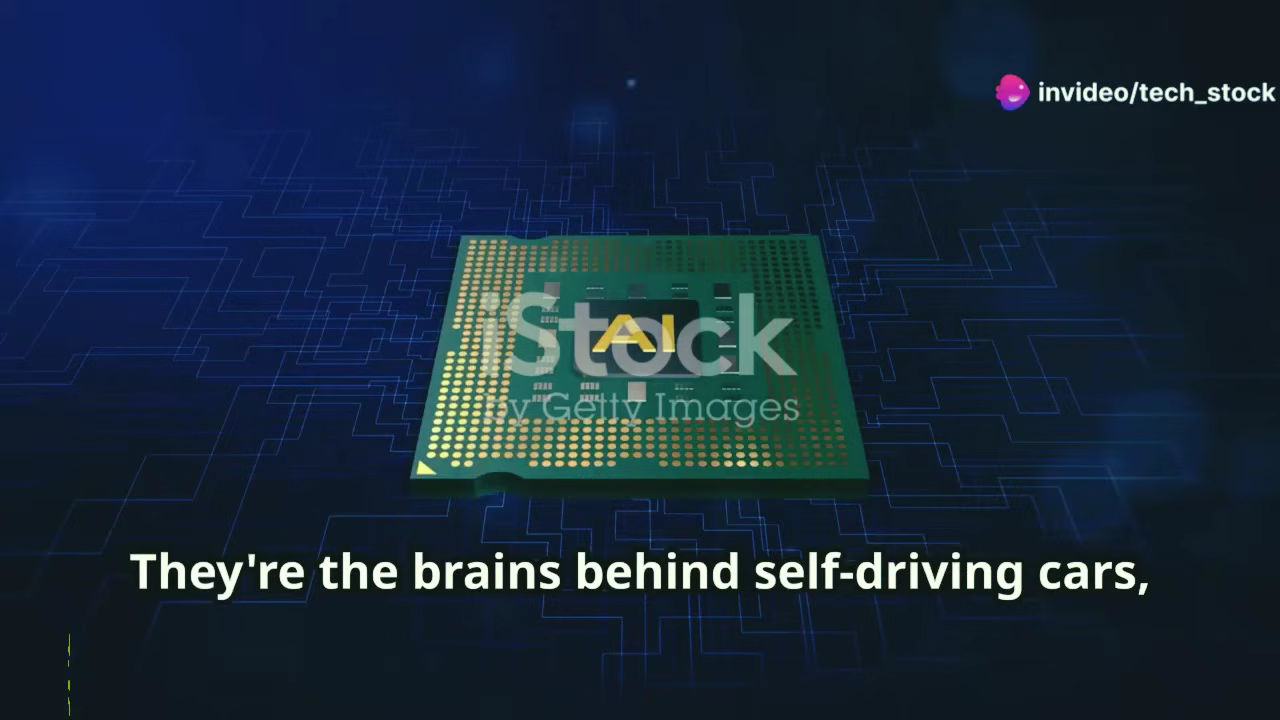 invideo/tech_stock
AI
iStock
by Getty Images
They're the brains behind self-driving cars,